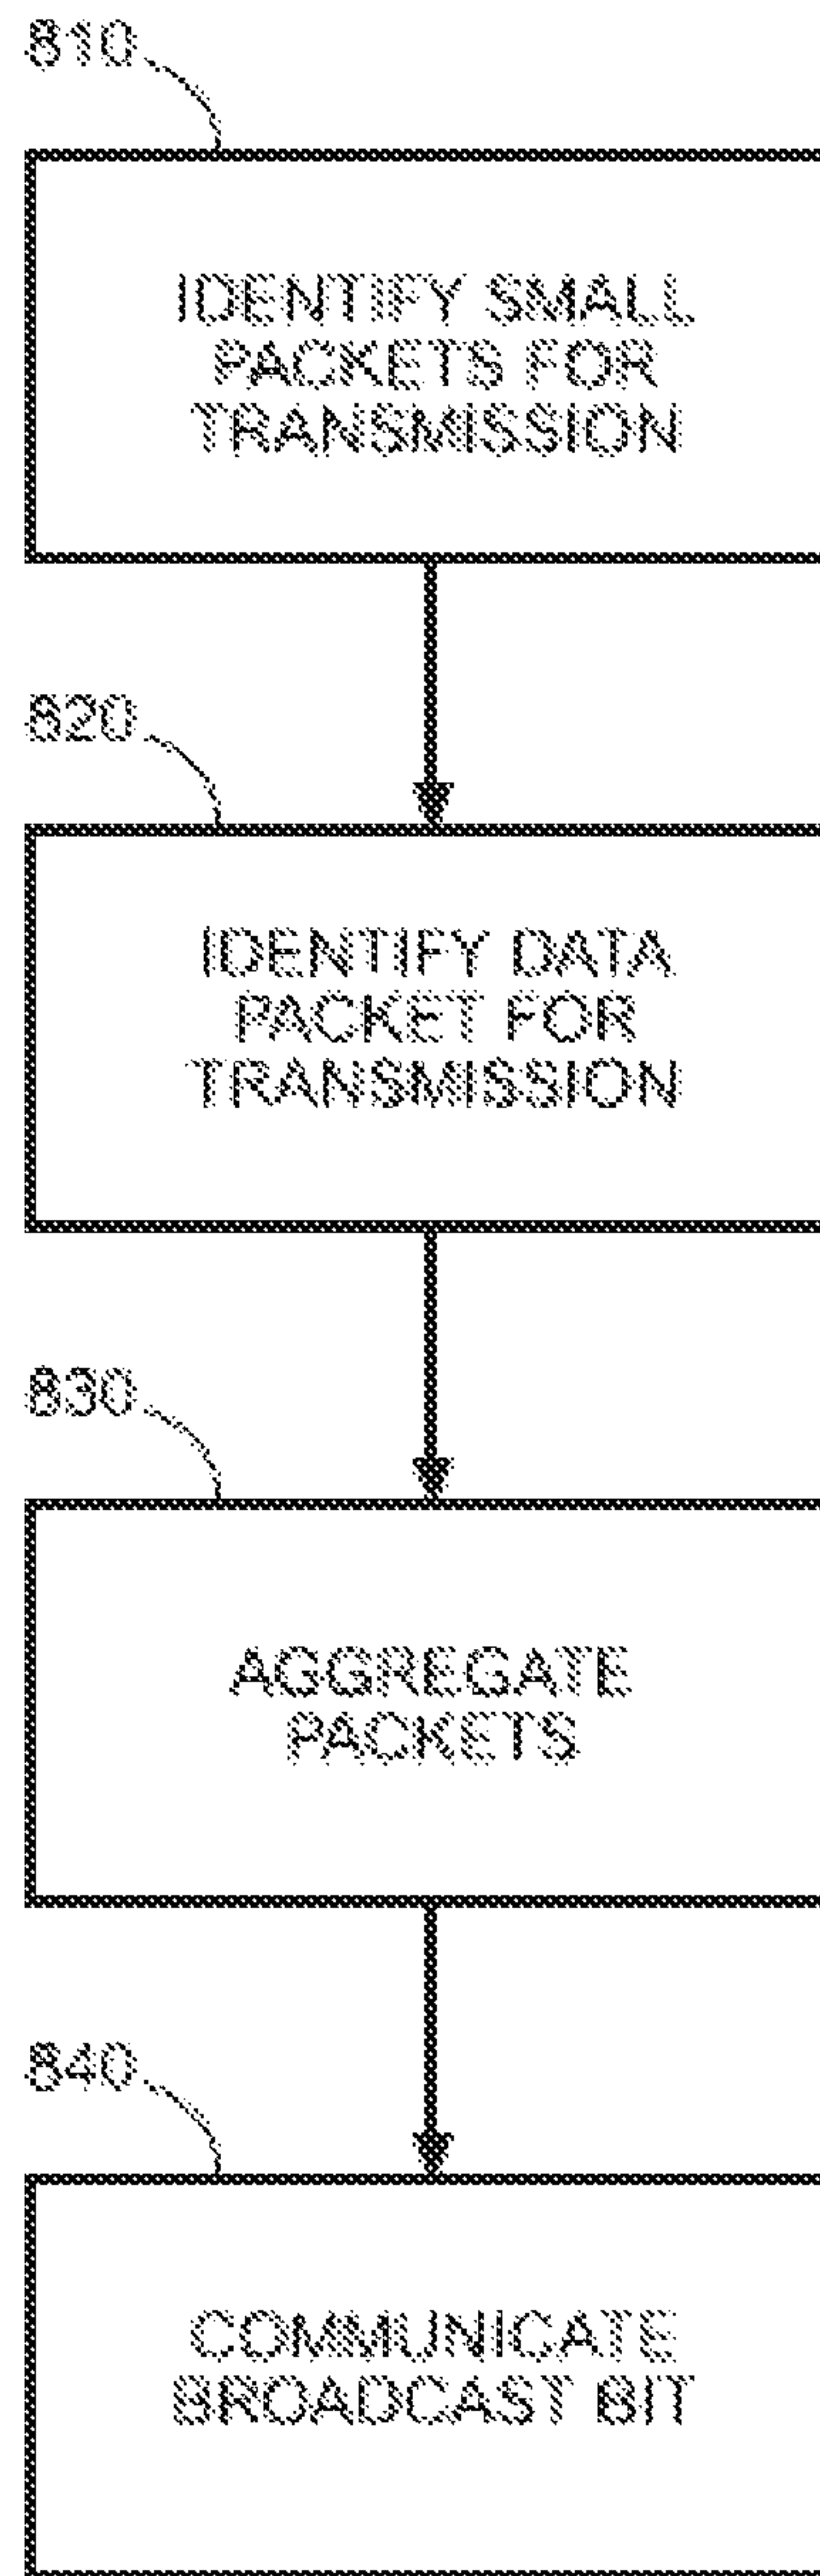 810
IDENTIFY SMALL
PACKETS FOR
TRANSMISSION
820
IDENTIFY DATA
PACKET FOR
TRANSMISSION
830
AGGREGATE
PACKETS
840
COMMUNICATE
BROADCAST BIT